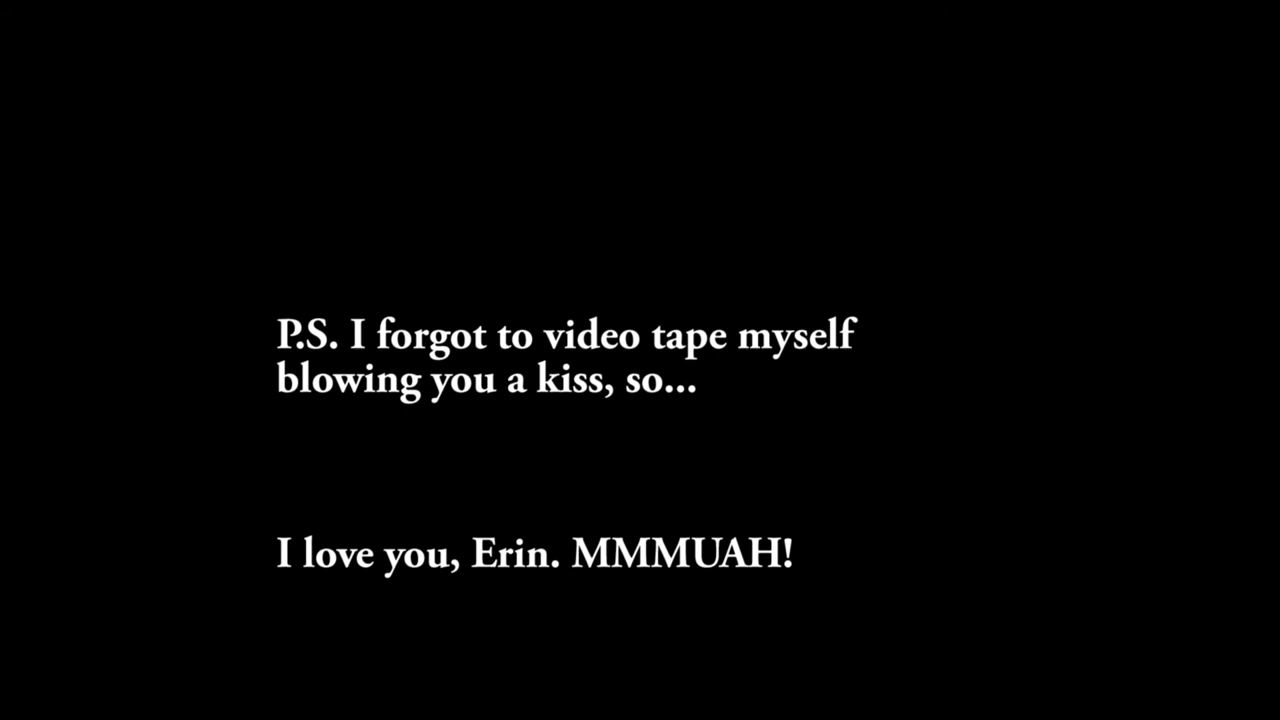 P.S. I forgot to video tape myself
blowing you a kiss, so...
I love you, Erin. MMMUAH!